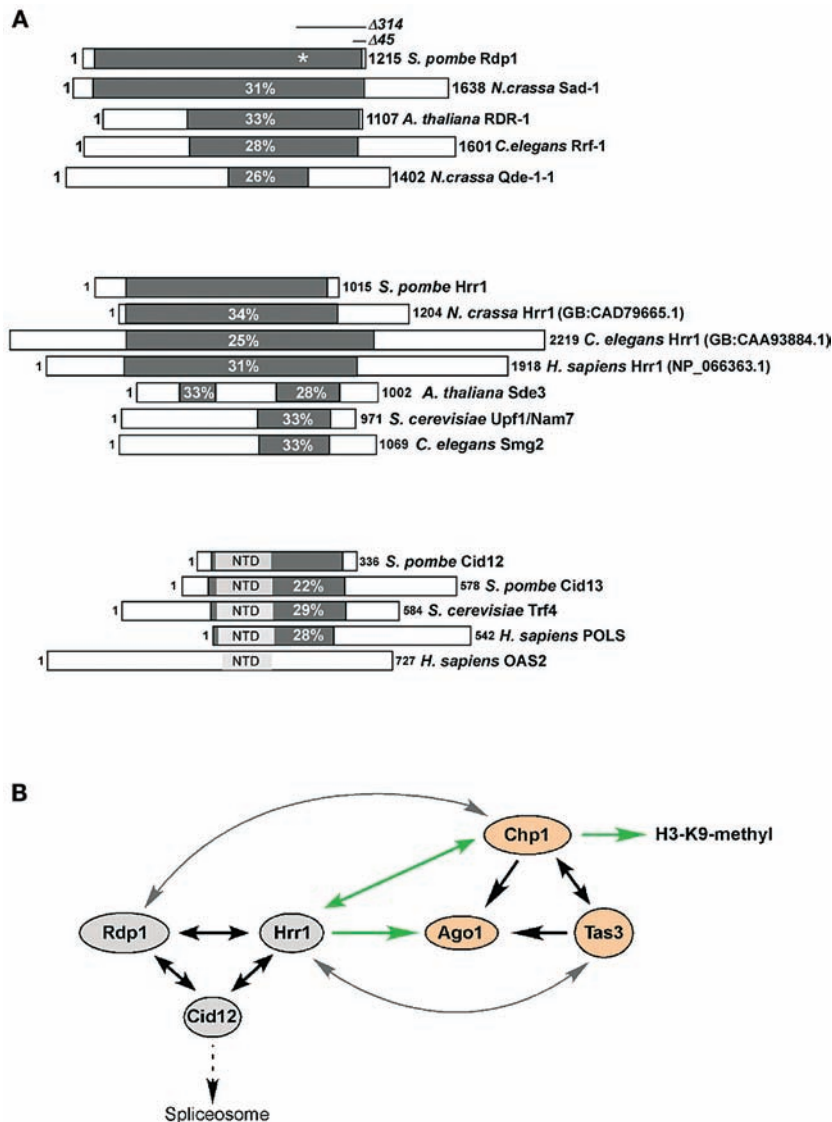 A
Δ314
Δ45
1 * 1215 S. pombe Rdp1
1 31% 1638 N.crassa Sad-1
1 33% 1107 A. thaliana RDR-1
1 28% 1601 C.elegans Rrf-1
1 26% 1402 N.crassa Qde-1-1
1 1015 S. pombe Hrr1
1 34% 1204 N. crassa Hrr1 (GB:CAD79665.1)
25% 2219 C. elegans Hrr1 (GB:CAA93884.1)
1 31% 1918 H. sapiens Hrr1 (NP_066363.1)
1 33% 28% 1002 A. thaliana Sde3
1 33% 971 S. cerevisiae Upf1/Nam7
1 33% 1069 C. elegans Smg2
1 NTD 336 S. pombe Cid12
1 NTD 22% 578 S. pombe Cid13
1 NTD 29% 584 S. cerevisiae Trf4
1 NTD 28% 542 H. sapiens POLS
1 NTD 727 H. sapiens OAS2
B
Chp1 H3-K9-methyl
Rdp1 Hrr1 Ago1 Tas3
Cid12
Spliceosome